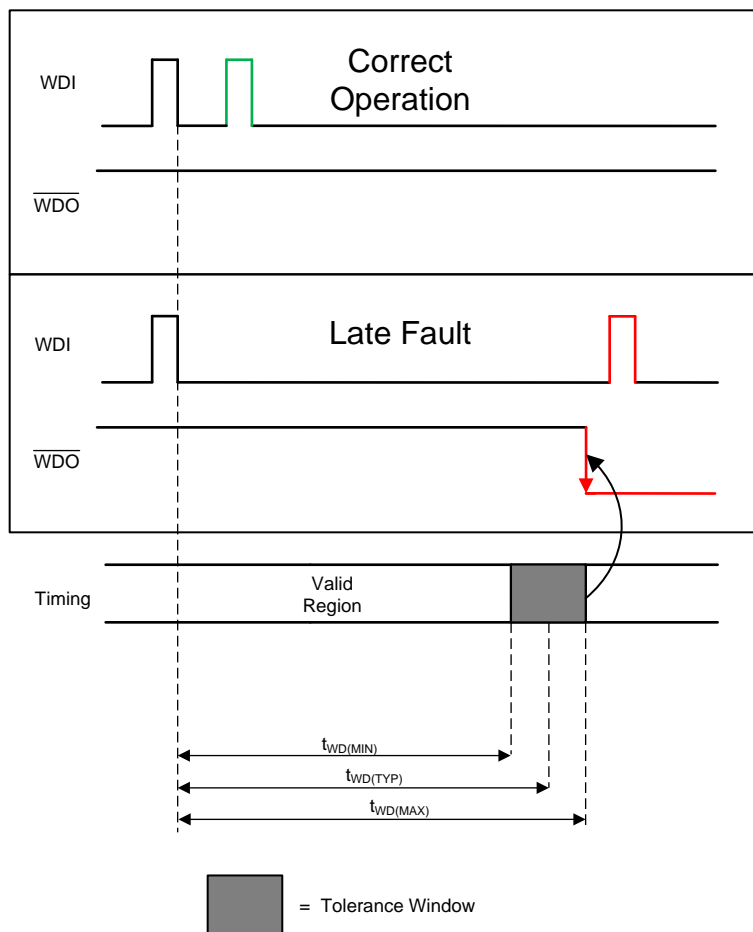 WDI
Correct
Operation
WDO
WDI
Late Fault
WDO
Timing
Valid
Region
tWD(MIN)
tWD(TYP)
tWD(MAX)
= Tolerance Window